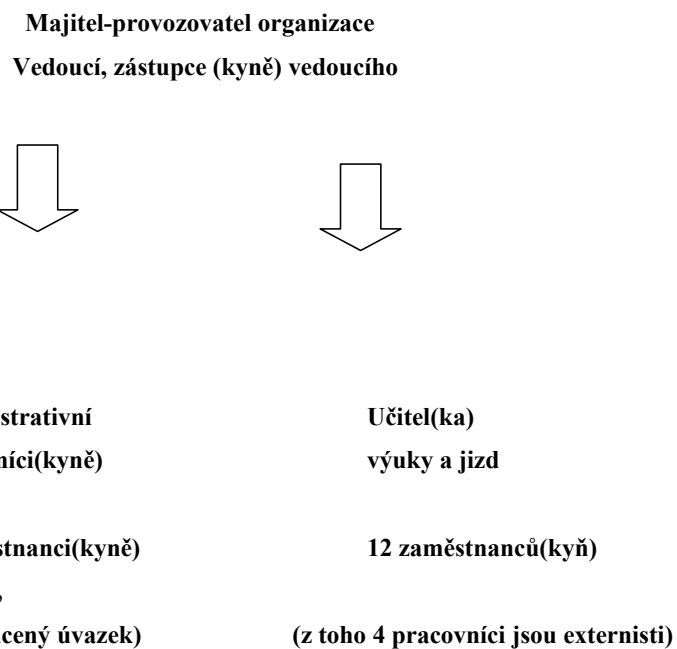 Majitel-provozovatel organizace
Vedoucí, zástupce (kyně) vedoucího
strativní
níci(kyně)
stnanci(kyně)
,
cený úvazek)
Učitel(ka)
výuky a jizd
12 zaměstnanců(kyň)
(z toho 4 pracovníci jsou externisti)